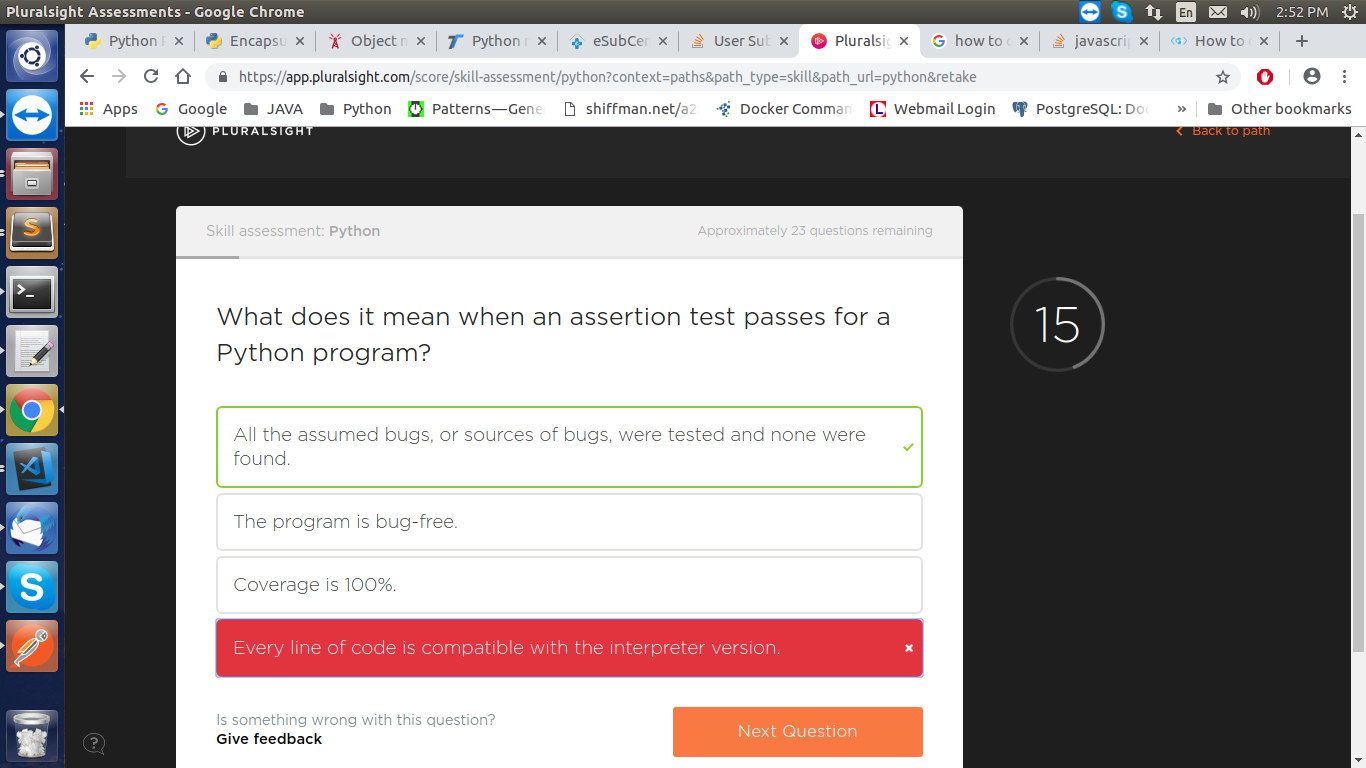 Pluralsight Assessments - Google Chrome
En
2:52 PM
Python
Encapsu
Object
Python
eSubCer
User Sub
Pluralsig
how to
javascrip
How to
https://app.pluralsight.com/score/skill-assessment/python?context=paths&path_type=skill&path_url=python&retake
Apps
Google
JAVA
Python
Patterns—Gene
shiffman.net/a2
Docker Comman
Webmail Login
PostgreSQL: Do
»
Other bookmarks
PLURALSIGHT
Back to path
Skill assessment: Python
Approximately 23 questions remaining
What does it mean when an assertion test passes for a
Python program?
15
All the assumed bugs, or sources of bugs, were tested and none were
found.
The program is bug-free.
Coverage is 100%.
Every line of code is compatible with the interpreter version.
Is something wrong with this question?
Give feedback
Next Question